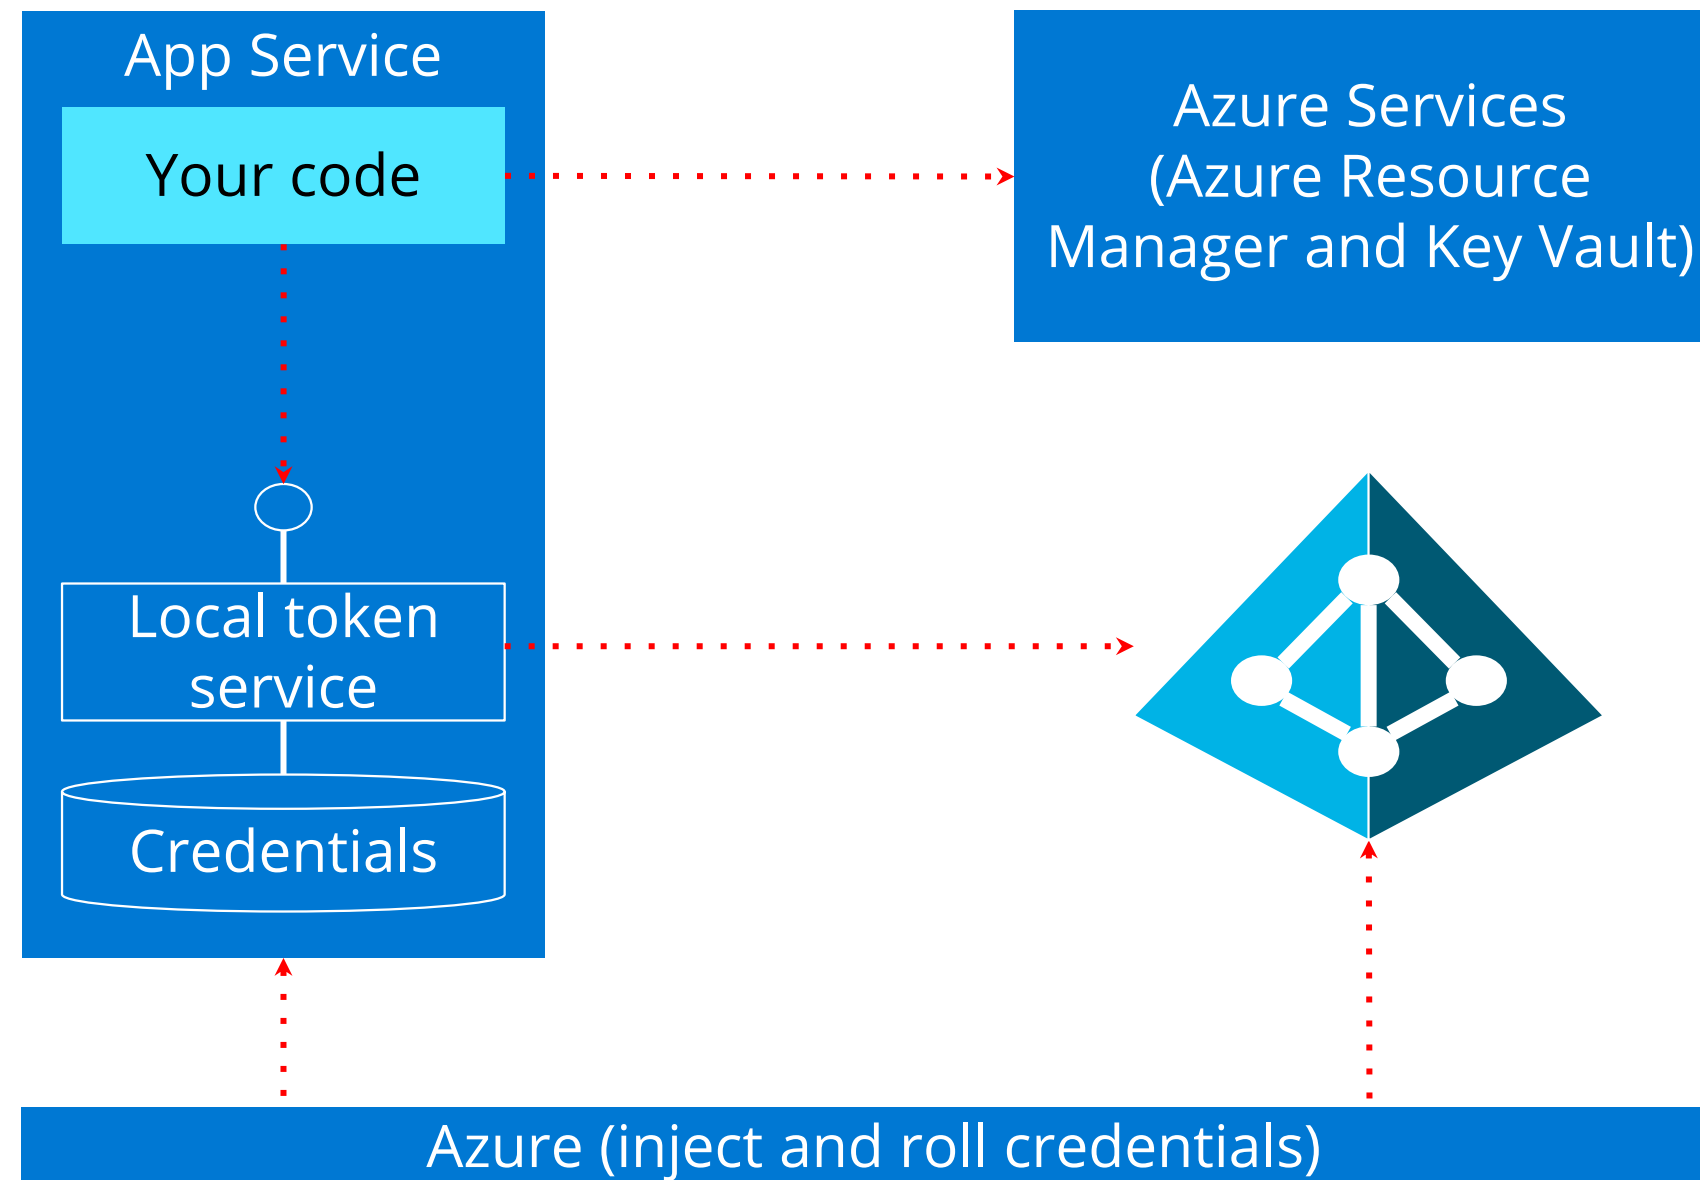 App Service
Your code
Azure Services
(Azure Resource
Manager and Key Vault)
Local token
service
Credentials
Azure (inject and roll credentials)